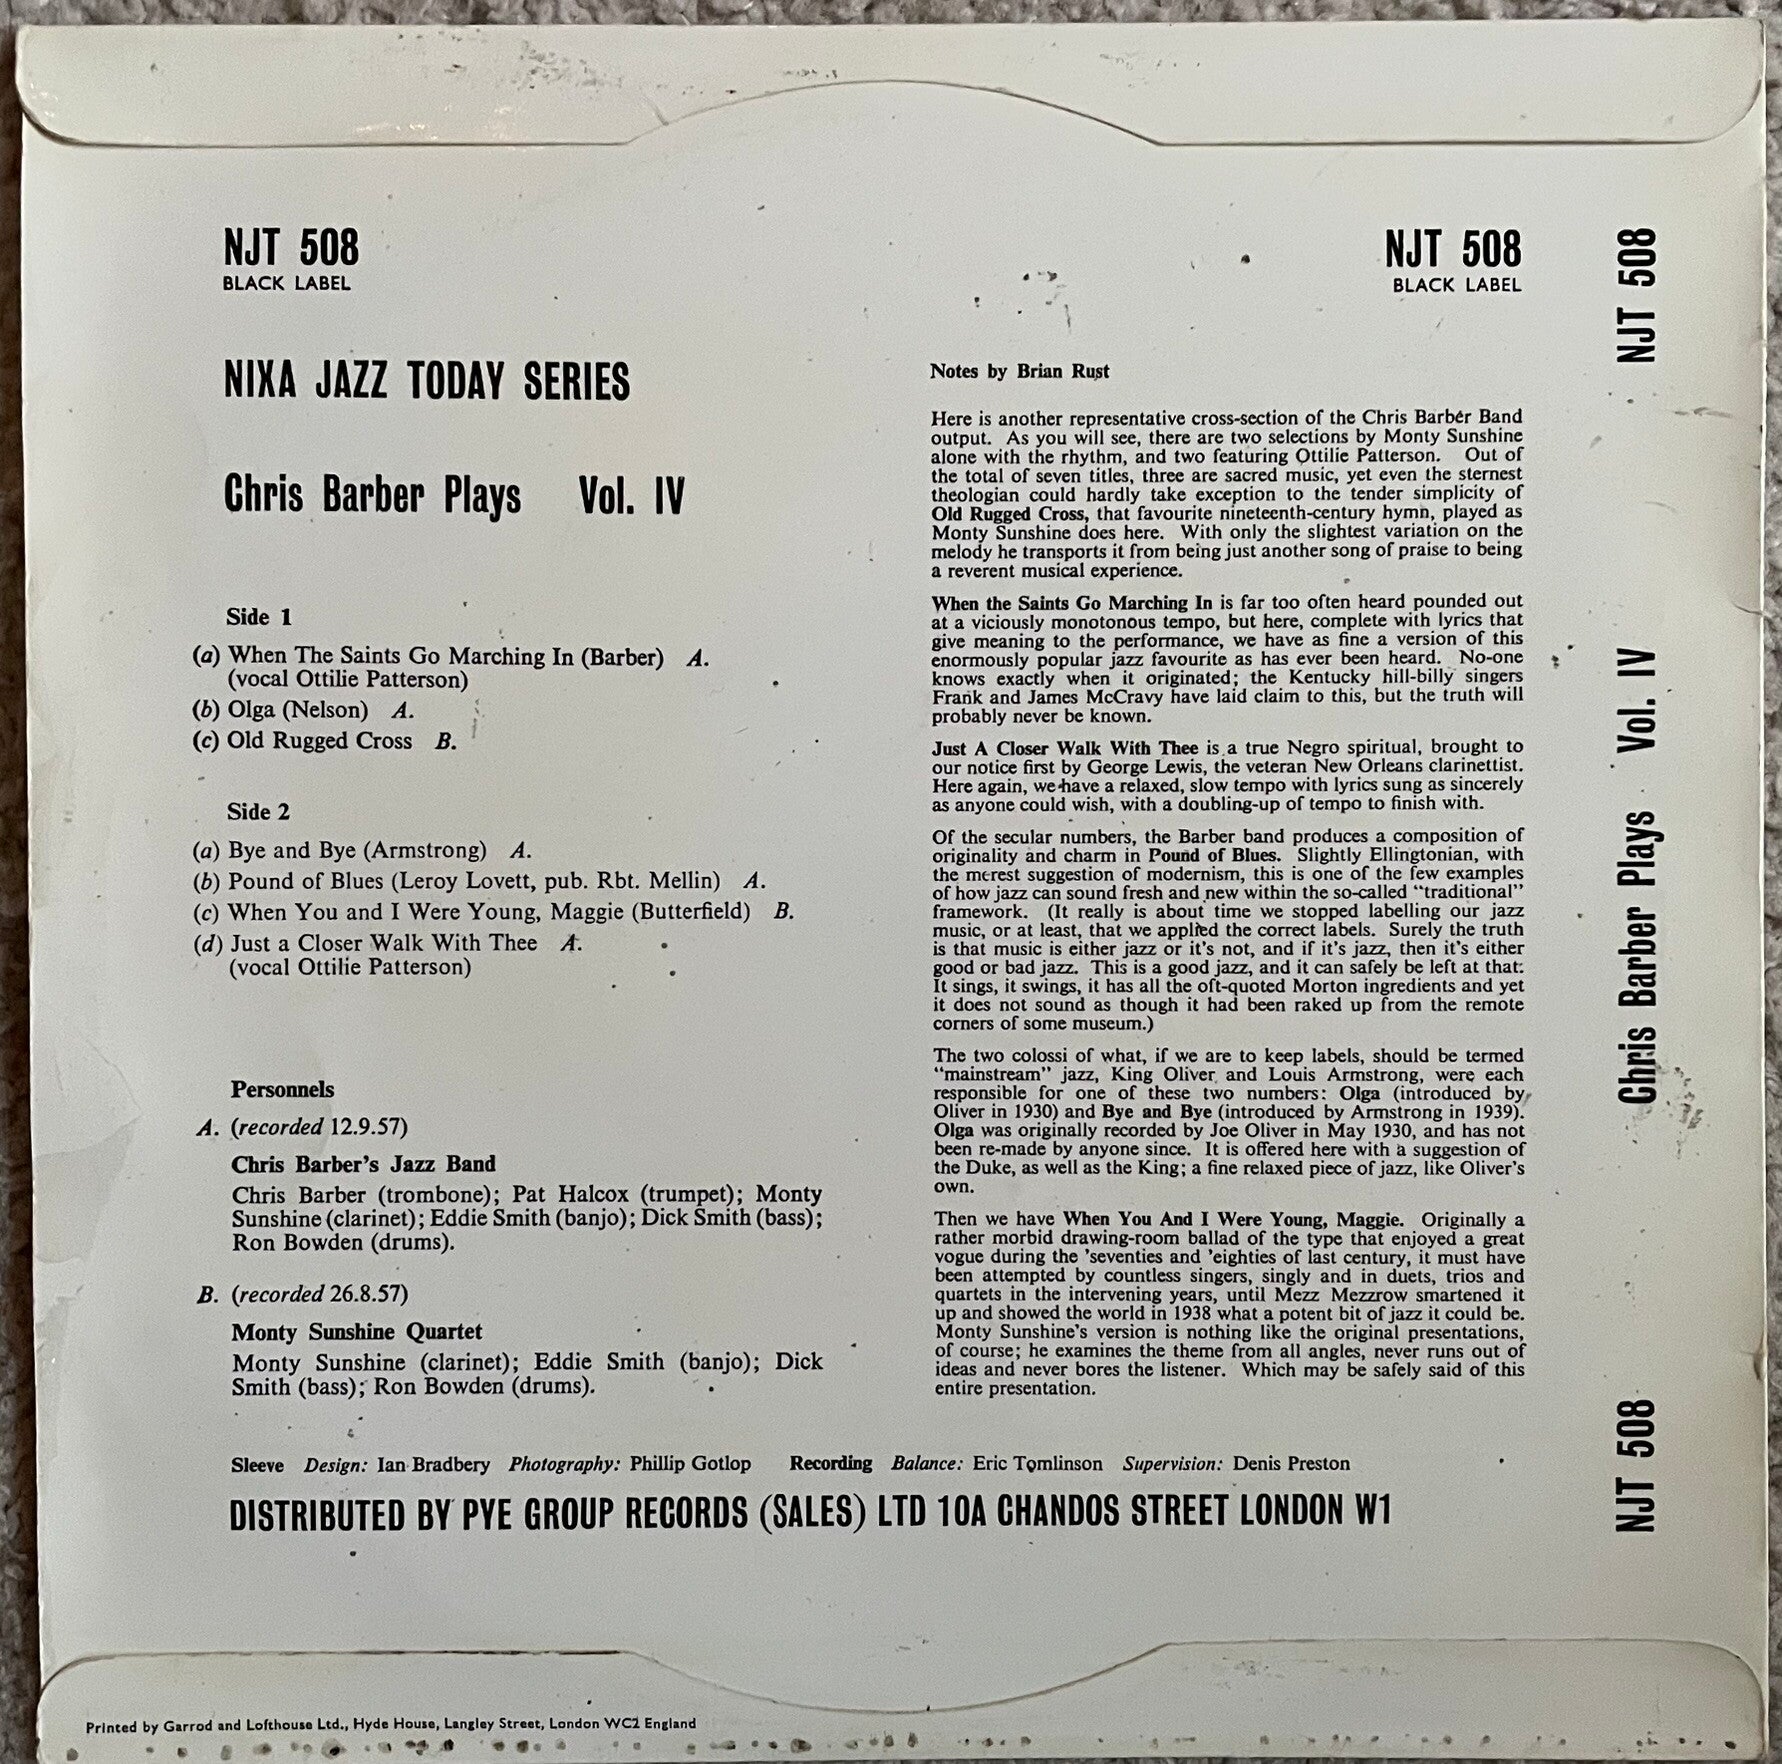 NJT 508
BLACK LABEL
NJT 508
BLACK LABEL
NIXA JAZZ TODAY SERIES
Chris Barber Plays Vol. IV
Side 1
(a) When The Saints Go Marching In (Barber) A.
(vocal Ottilie Patterson)
(b) Olga (Nelson) A.
(c) Old Rugged Cross B.
Side 2
(a) Bye and Bye (Armstrong) A.
(b) Pound of Blues (Leroy Lovett, pub. Rbt. Mellin) A.
(c) When You and I Were Young, Maggie (Butterfield) B.
(d) Just a Closer Walk With Thee A.
(vocal Ottilie Patterson)
Personnels
A. (recorded 12.9.57)
Chris Barber's Jazz Band
Chris Barber (trombone); Pat Halcox (trumpet); Monty
Sunshine (clarinet); Eddie Smith (banjo); Dick Smith (bass);
Ron Bowden (drums).
B. (recorded 26.8.57)
Monty Sunshine Quartet
Monty Sunshine (clarinet); Eddie Smith (banjo); Dick
Smith (bass); Ron Bowden (drums).
Notes by Brian Rust
Here is another representative cross-section of the Chris Barber Band
output. As you will see, there are two selections by Monty Sunshine
alone with the rhythm, and two featuring Ottilie Patterson. Out of
the total of seven titles, three are sacred music, yet even the sternest
theologian could hardly take exception to the tender simplicity of
Old Rugged Cross, that favourite nineteenth-century hymn, played as
Monty Sunshine does here. With only the slightest variation on the
melody he transports it from being just another song of praise to being
a reverent musical experience.
When the Saints Go Marching In is far too often heard pounded out
at a viciously monotonous tempo, but here, complete with lyrics that
give meaning to the performance, we have as fine a version of this
enormously popular jazz favourite as has ever been heard. No-one
knows exactly when it originated; the Kentucky hill-billy singers
Frank and James McCravy have laid claim to this, but the truth will
probably never be known.
Just A Closer Walk With Thee is a true Negro spiritual, brought to
our notice first by George Lewis, the veteran New Orleans clarinettist.
Here again, we have a relaxed, slow tempo with lyrics sung as sincerely
as anyone could wish, with a doubling-up of tempo to finish with.
Of the secular numbers, the Barber band produces a composition of
originality and charm in Pound of Blues. Slightly Ellingtonian, with
the merest suggestion of modernism, this is one of the few examples
of how jazz can sound fresh and new within the so-called "traditional"
framework. (It really is about time we stopped labelling our jazz
music, or at least, that we applied the correct labels. Surely the truth
is that music is either jazz or it's not, and if it's jazz, then it's either
good or bad jazz. This is a good jazz, and it can safely be left at that:
It sings, it swings, it has all the oft-quoted Morton ingredients and yet
it does not sound as though it had been raked up from the remote
corners of some museum.)
The two colossi of what, if we are to keep labels, should be termed
"mainstream" jazz, King Oliver and Louis Armstrong, were each
responsible for one of these two numbers: Olga (introduced by
Oliver in 1930) and Bye and Bye (introduced by Armstrong in 1939).
Olga was originally recorded by Joe Oliver in May 1930, and has not
been re-made by anyone since. It is offered here with a suggestion of
the Duke, as well as the King; a fine relaxed piece of jazz, like Oliver's
own.
Then we have When You And I Were Young, Maggie. Originally a
rather morbid drawing-room ballad of the type that enjoyed a great
vogue during the 'seventies and 'eighties of last century, it must have
been attempted by countless singers, singly and in duets, trios and
quartets in the intervening years, until Mezz Mezzrow smartened it
up and showed the world in 1938 what a potent bit of jazz it could be.
Monty Sunshine's version is nothing like the original presentations,
of course; he examines the theme from all angles, never runs out of
ideas and never bores the listener. Which may be safely said of this
entire presentation.
Sleeve Design: Ian Bradbery Photography: Phillip Gotlop Recording Balance: Eric Tomlinson Supervision: Denis Preston
DISTRIBUTED BY PYE GROUP RECORDS (SALES) LTD 10A CHANDOS STREET LONDON W1
NJT 508 Chris Barber Plays Vol. IV NJT 508
Printed by Garrod and Lofthouse Ltd., Hyde House, Langley Street, London WC2 England